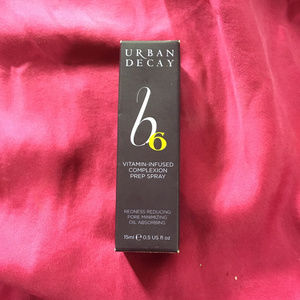 URBAN
DECAY
b6
VITAMIN-INFUSED
COMPLEXION
PREP SPRAY
REDNESS REDUCING
PORE MINIMIZING
OIL ABSORBING
15ml ℮ 0.5 US fl oz